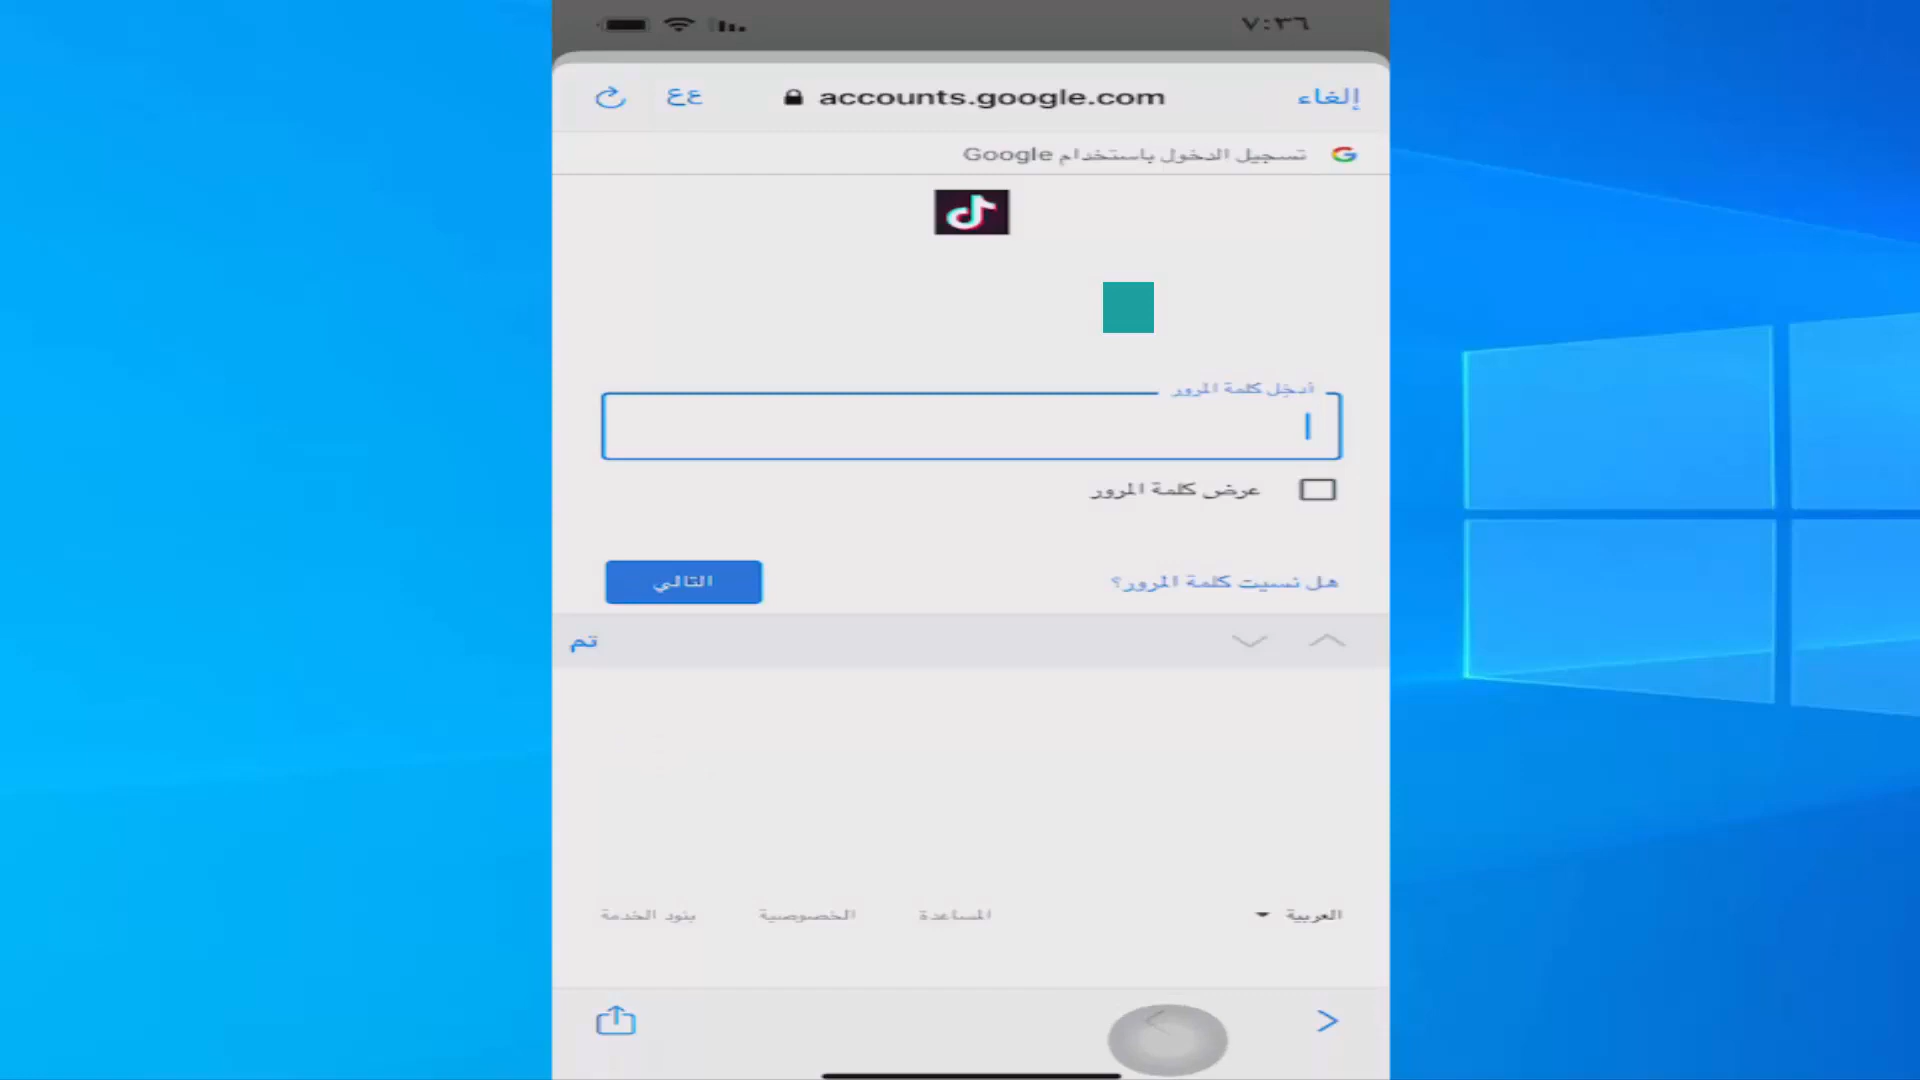 ٧:٣٦
إلغاء
accounts.google.com
عع
تسجيل الدخول باستخدام Google
أدخِل كلمة المرور
عرض كلمة المرور
هل نسيت كلمة المرور؟
التالي
تم
العربية
المساعدة
الخصوصية
بنود الخدمة